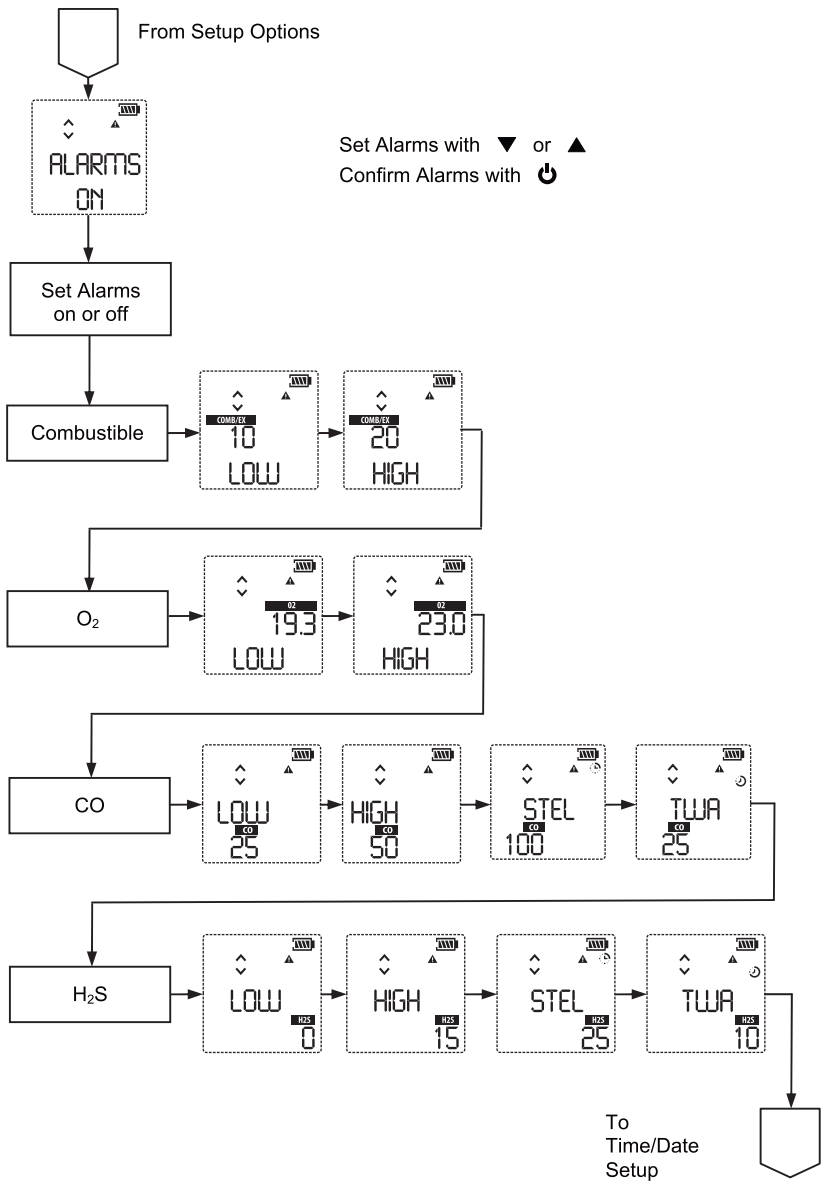 From Setup Options
Set Alarms with ▼ or ▲
Confirm Alarms with ⏻
ALARMS
ON
Set Alarms
on or off
Combustible
COMB/EX
10
LOW
COMB/EX
20
HIGH
O₂
O2
19.3
LOW
O2
23.0
HIGH
CO
LOW
CO
25
HIGH
CO
50
STEL
CO
100
TWA
CO
25
H₂S
LOW
H2S
0
HIGH
H2S
15
STEL
H2S
25
TWA
H2S
10
To
Time/Date
Setup